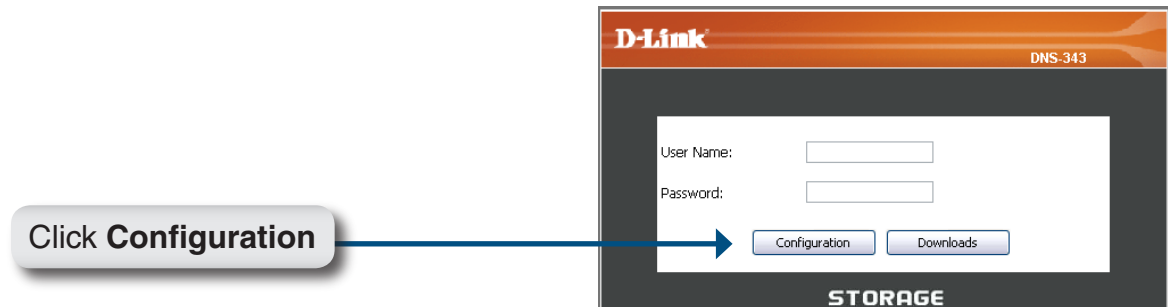 D-Link
DNS-343
User Name:
Password:
Click Configuration
Configuration Downloads
STORAGE